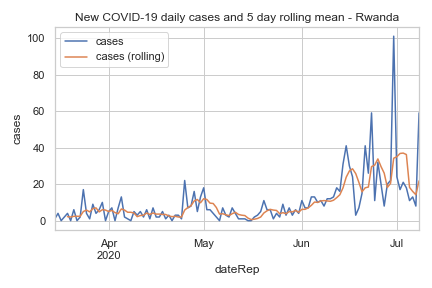 New COVID-19 daily cases and 5 day rolling mean - Rwanda
cases
cases (rolling)
100
80
60
40
20
0
cases
Apr
2020
May
Jun
Jul
dateRep